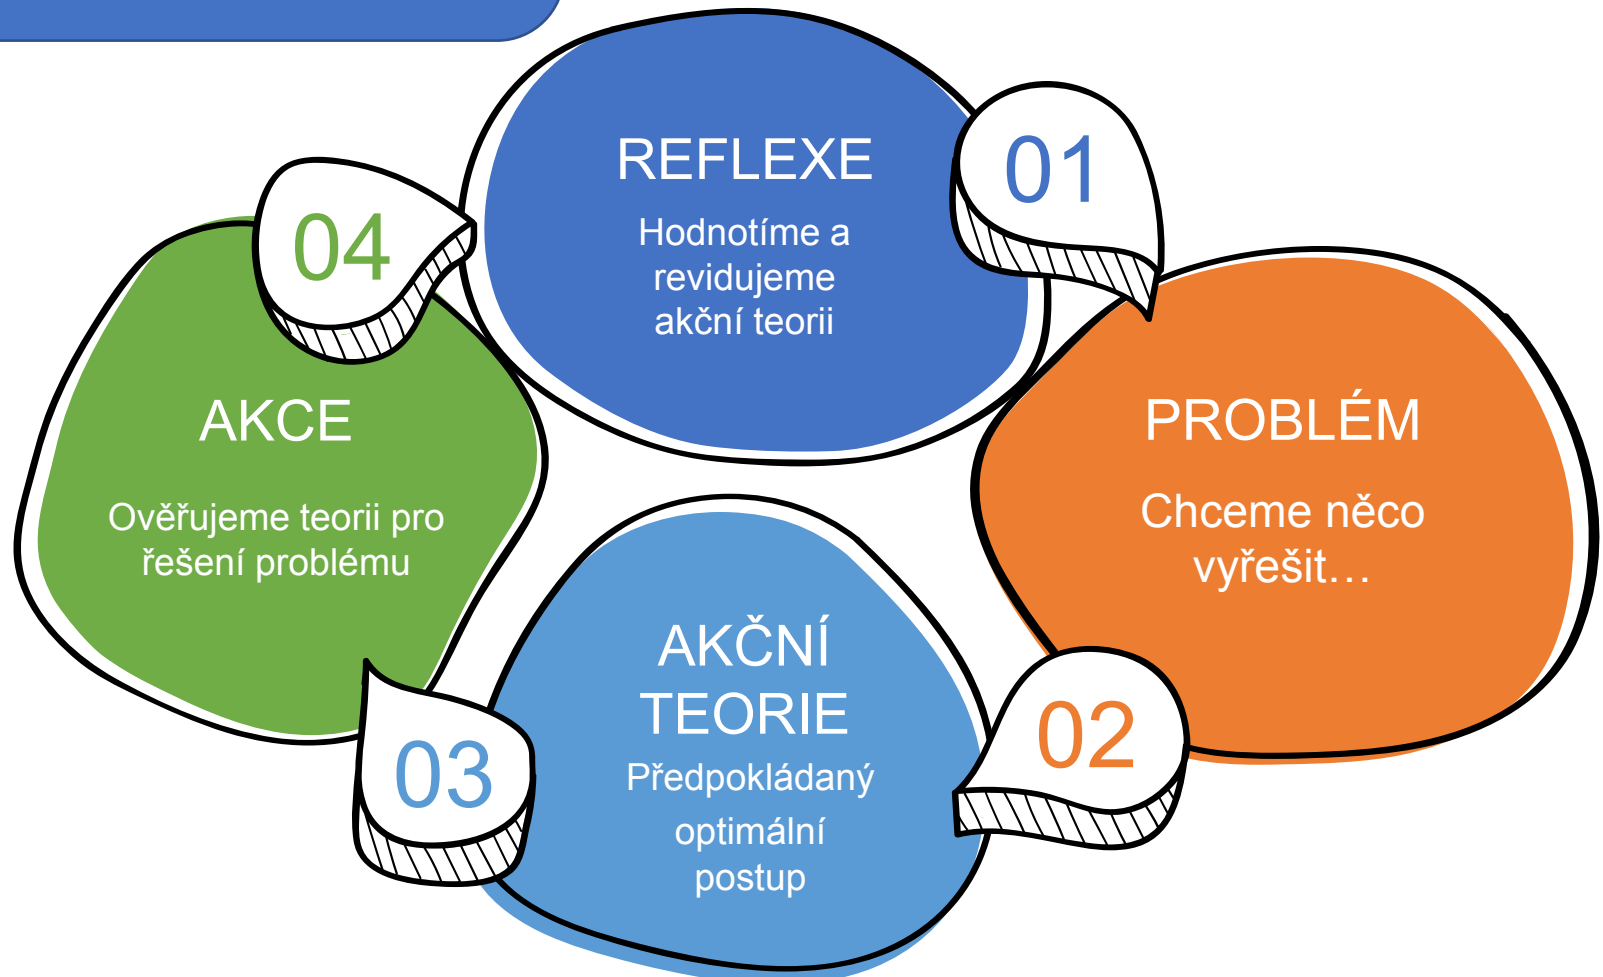 01
REFLEXE
Hodnotíme a
revidujeme
akční teorii
02
PROBLÉM
Chceme něco
vyřešit…
03
AKČNÍ
TEORIE
Předpokládaný
optimální
postup
04
AKCE
Ověřujeme teorii pro
řešení problému